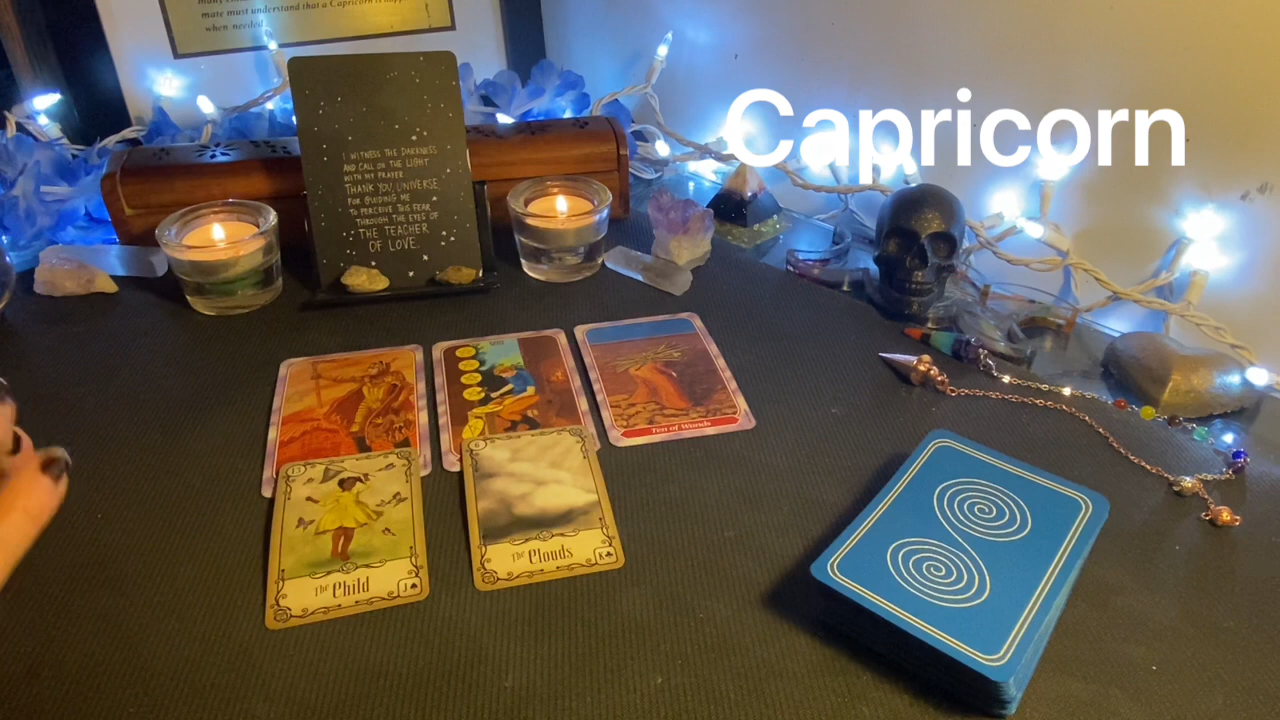 mate must understand that a Capricorn is
when needed
Capricorn
I WITNESS THE DARKNESS
AND CALL ON THE LIGHT
WITH MY PRAYER.
THANK YOU, UNIVERSE,
FOR GUIDING ME
TO PERCEIVE THIS FEAR
THROUGH THE EYES OF
THE TEACHER
OF LOVE.
Ten of Wands
13
The Child
J♠
6
The Clouds
K♣